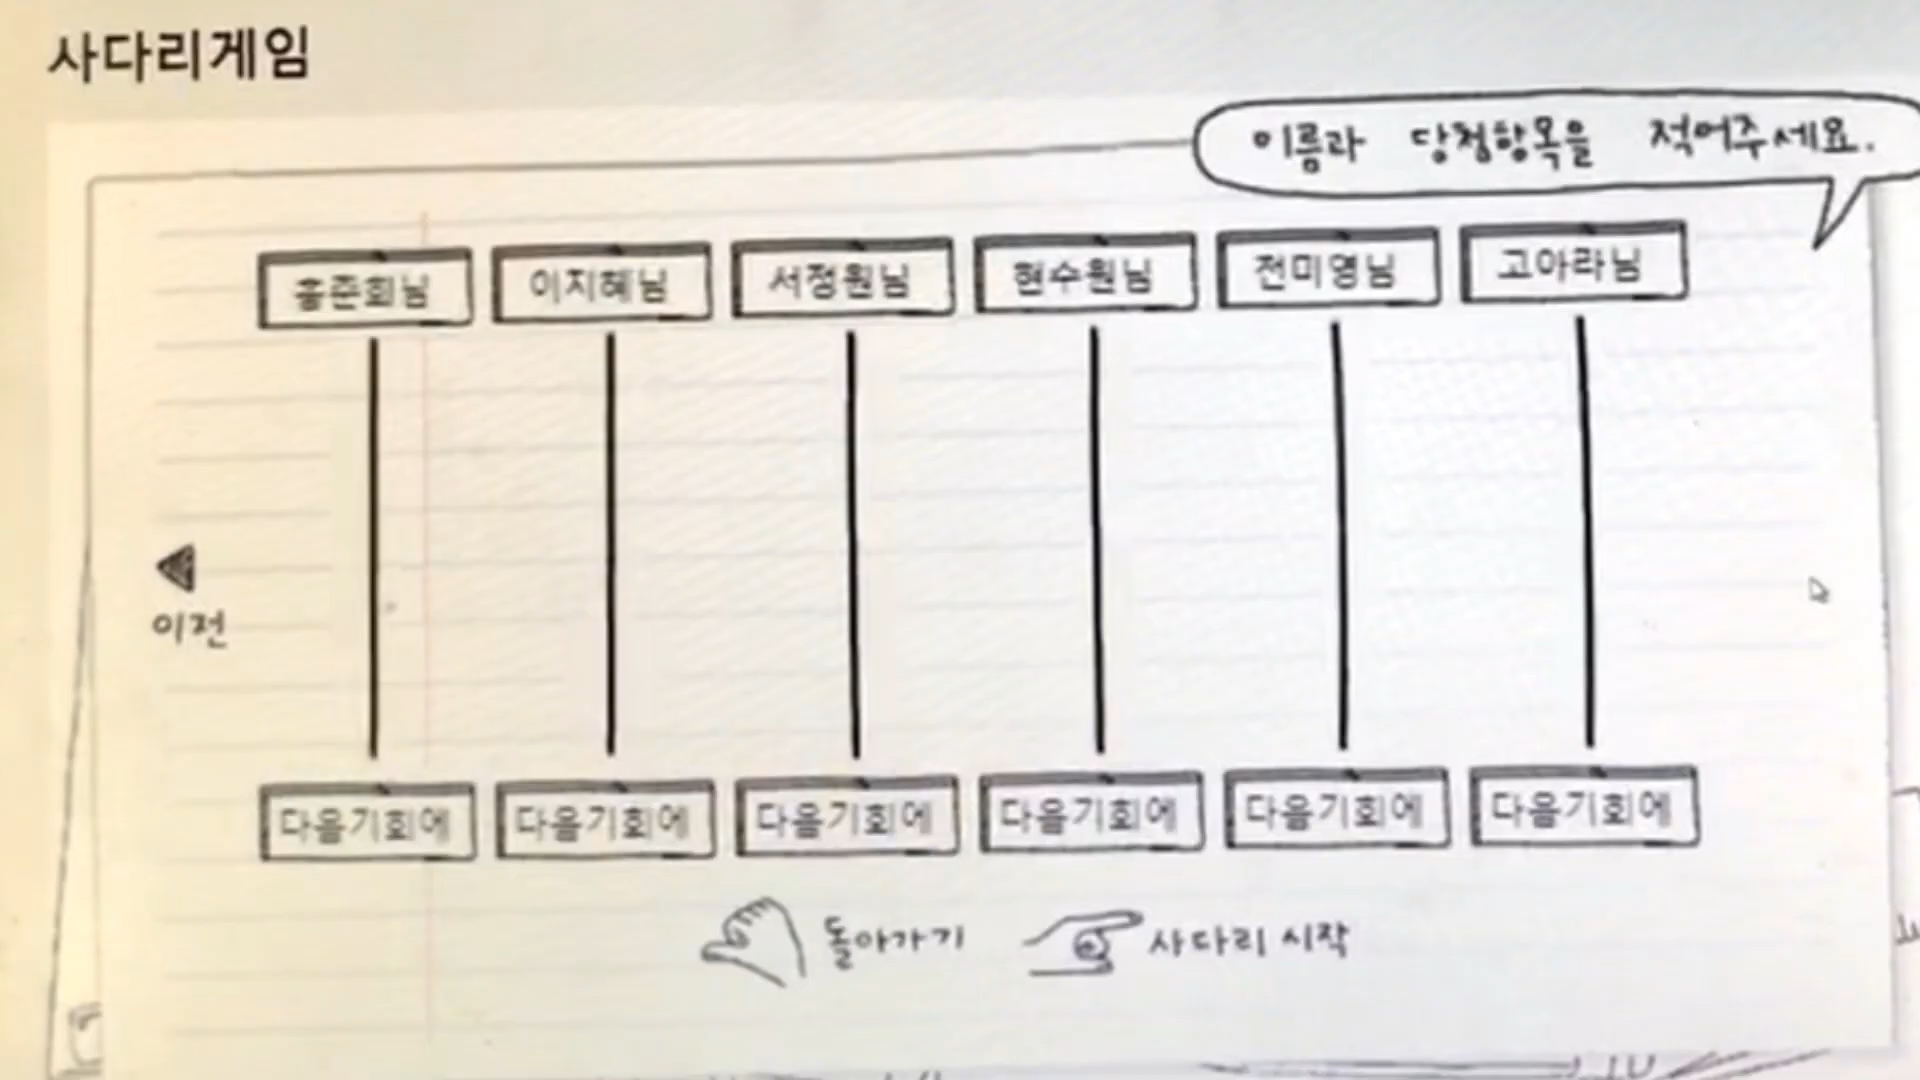 사다리게임
이름과 당첨항목을 적어주세요.
홍준희님 이지혜님 서정원님 현수원님 전미영님 고아라님
이전
다음기회에 다음기회에 다음기회에 다음기회에 다음기회에 다음기회에
돌아가기 사다리 시작